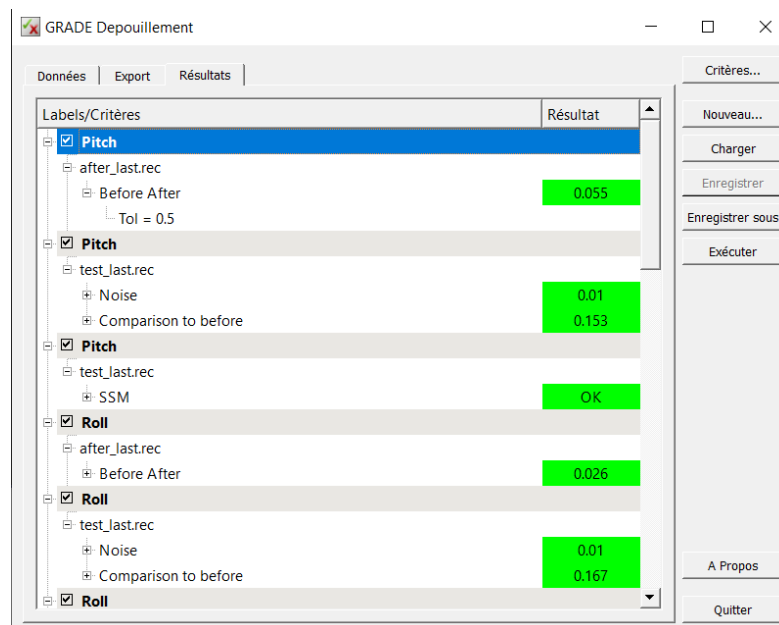 GRADE Depouillement
Données Export Résultats
Critères...
Labels/Critères Résultat
Nouveau...
Pitch
Charger
after_last.rec
Enregistrer
Before After 0.055
Tol = 0.5
Enregistrer sous
Pitch
Exécuter
test_last.rec
Noise 0.01
Comparison to before 0.153
Pitch
test_last.rec
SSM OK
Roll
after_last.rec
Before After 0.026
Roll
test_last.rec
Noise 0.01
A Propos
Comparison to before 0.167
Roll
Quitter